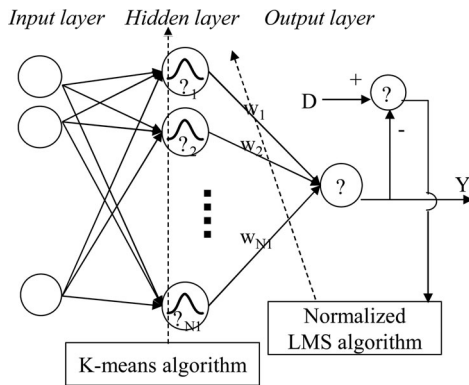 Input layer Hidden layer Output layer
?1
?2
?N1
w1
w2
wN1
?
D
+
?
-
Y
K-means algorithm
Normalized
LMS algorithm